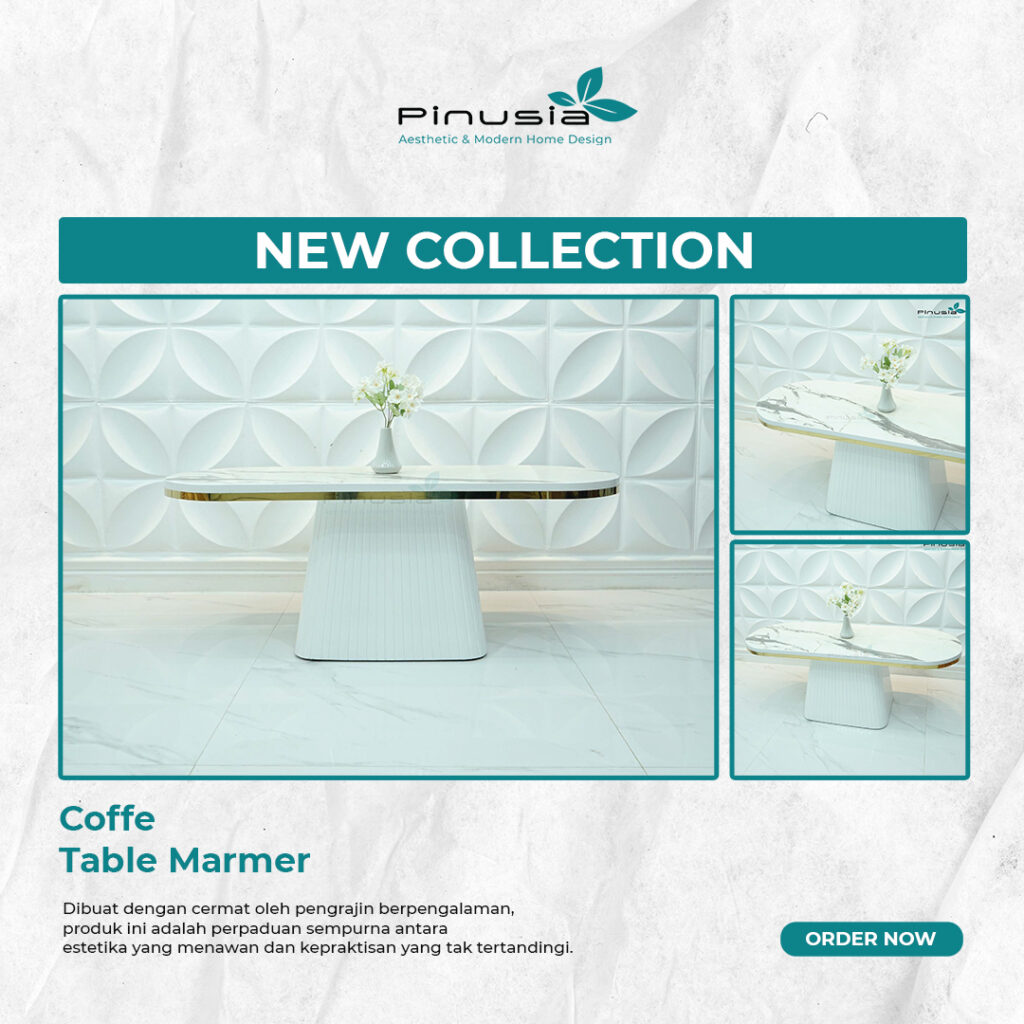 Pinusia
Aesthetic & Modern Home Design
NEW COLLECTION
Pinusia
Coffe
Table Marmer
Dibuat dengan cermat oleh pengrajin berpengalaman,
produk ini adalah perpaduan sempurna antara
estetika yang menawan dan kepraktisan yang tak tertandingi.
ORDER NOW